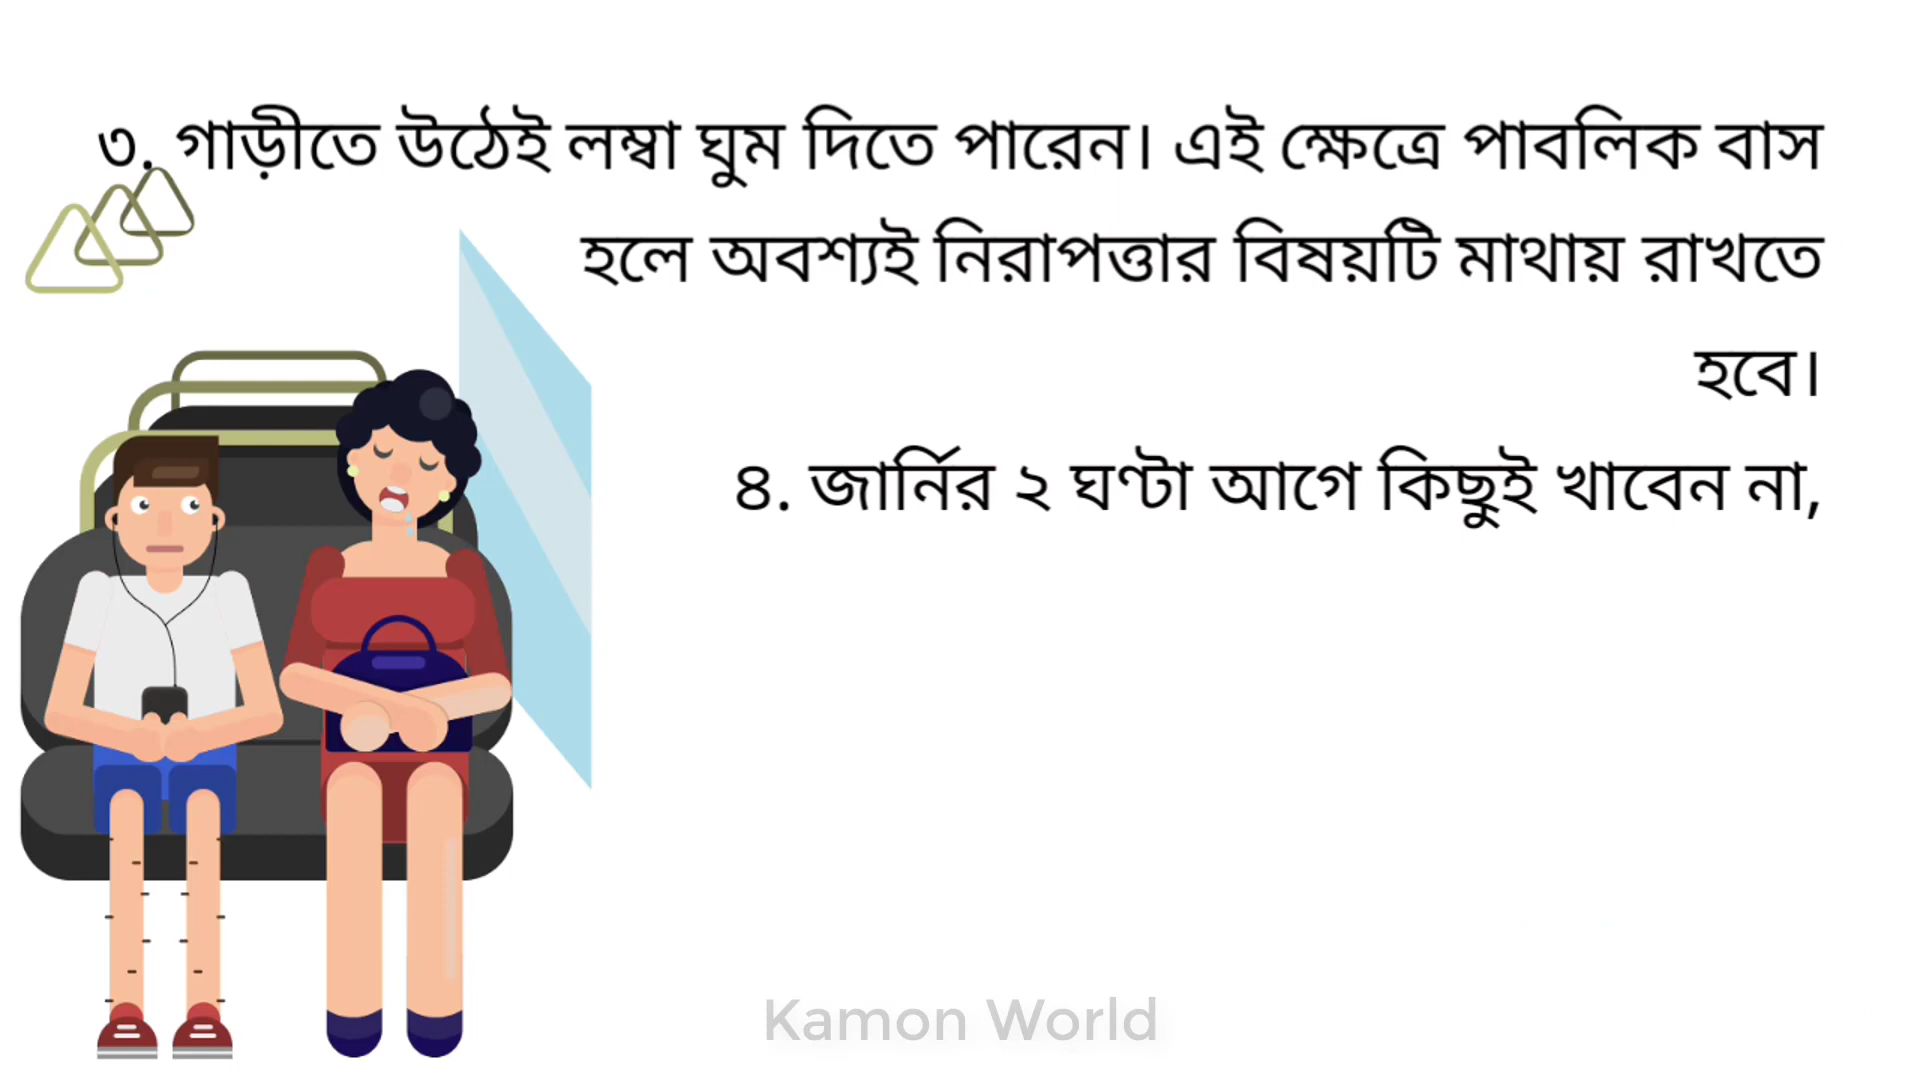 ৩. গাড়ীতে উঠেই লম্বা ঘুম দিতে পারেন। এই ক্ষেত্রে পাবলিক বাস
হলে অবশ্যই নিরাপত্তার বিষয়টি মাথায় রাখতে
হবে।
৪. জার্নির ২ ঘণ্টা আগে কিছুই খাবেন না,
Kamon World